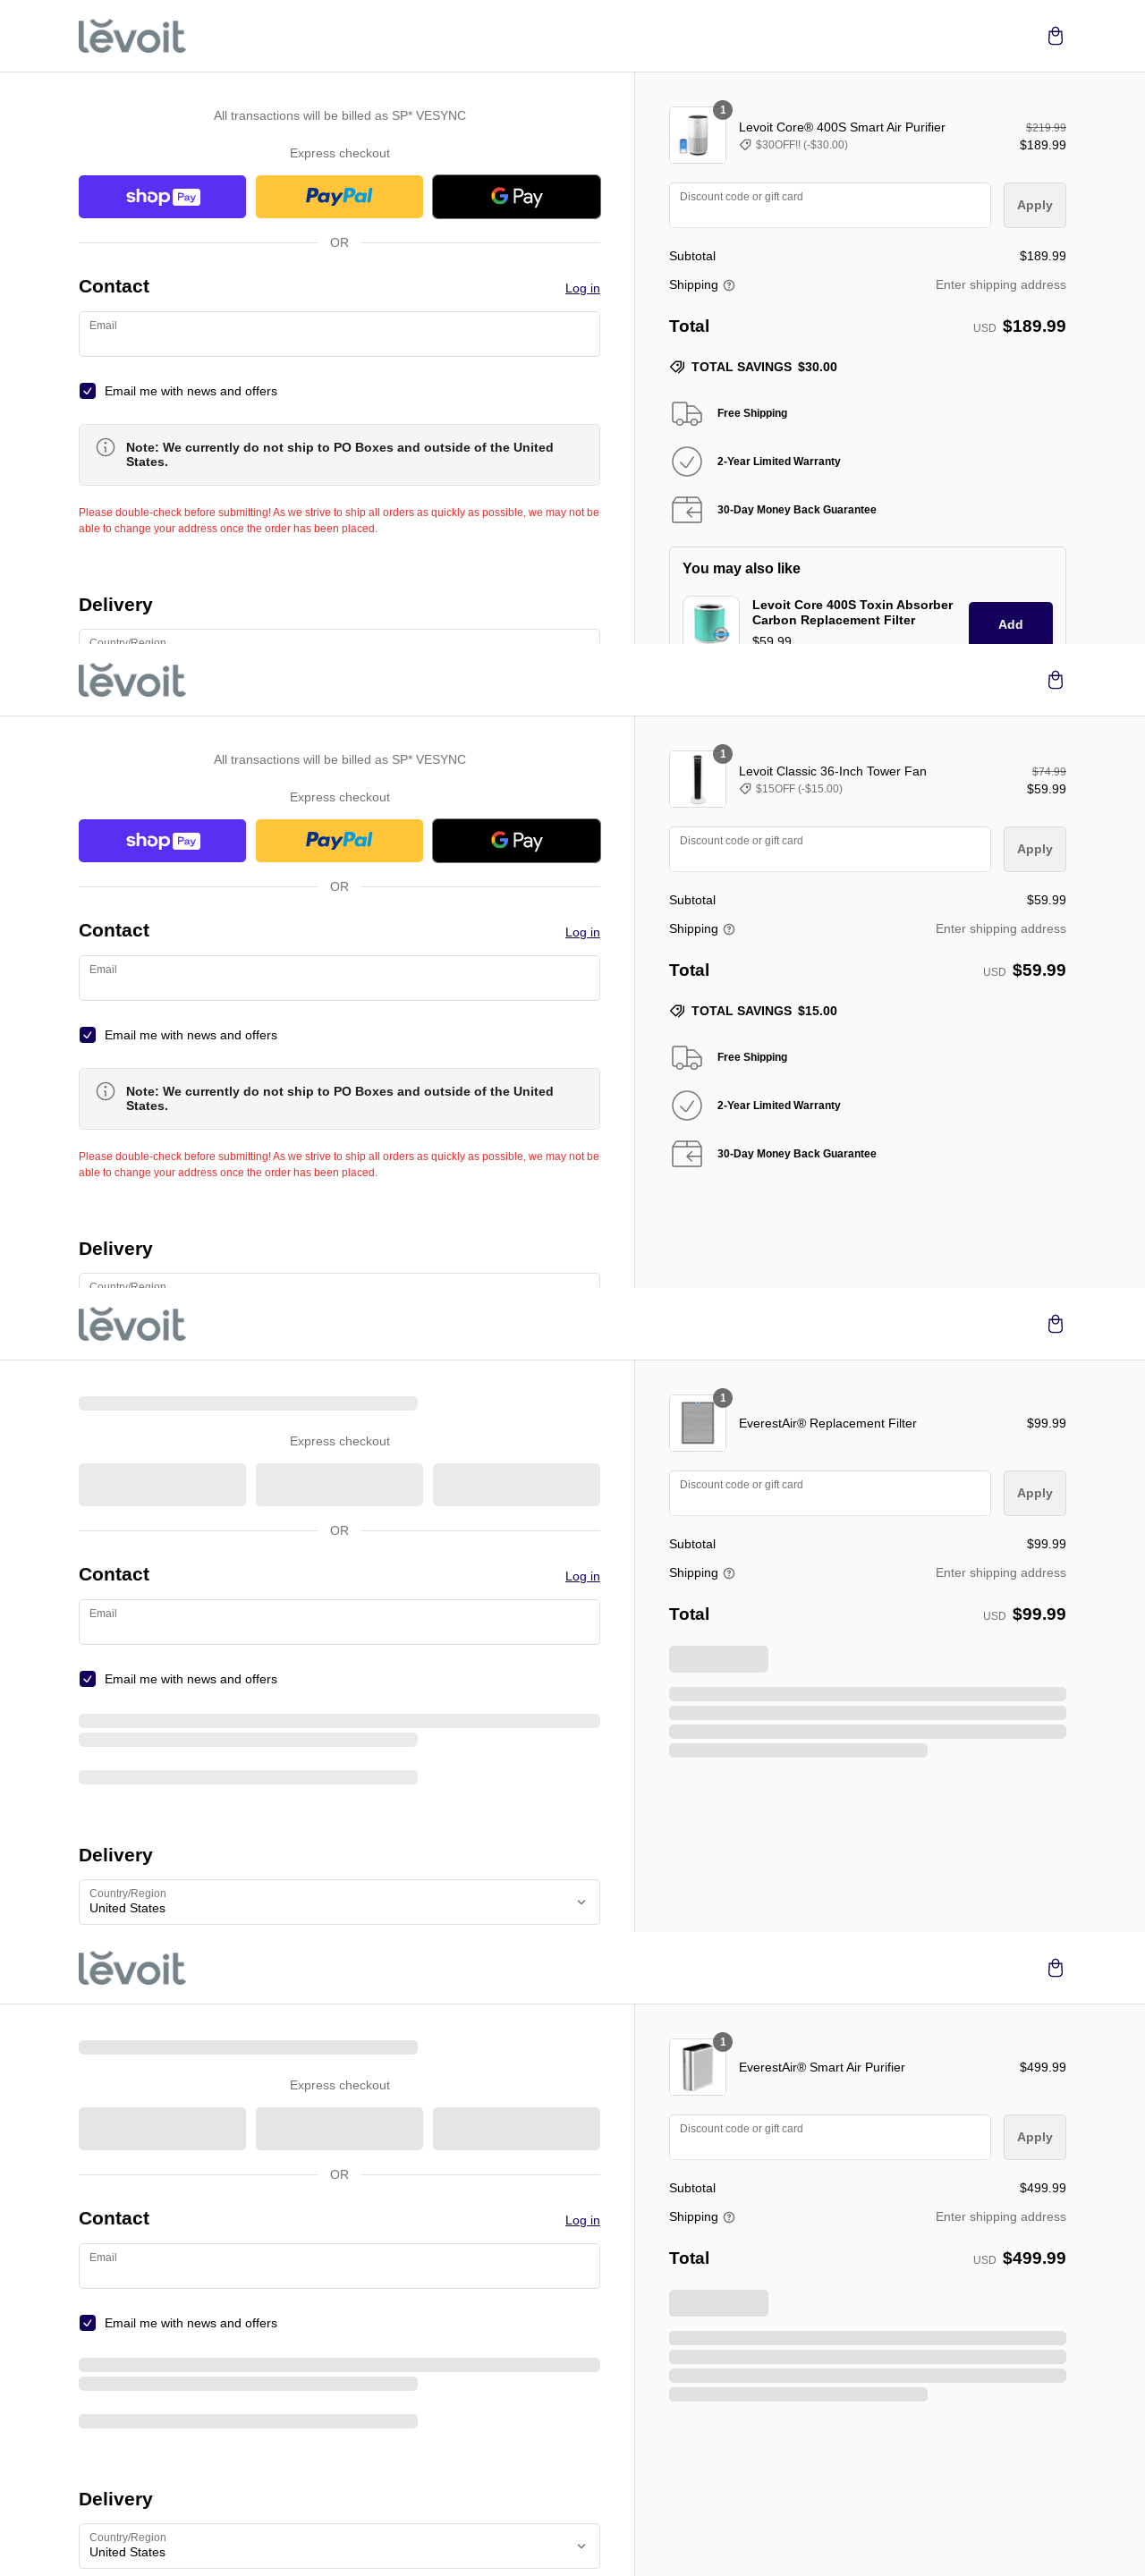 levoit
All transactions will be billed as SP* VESYNC
Express checkout
shop Pay
PayPal
G Pay
OR
Contact
Log in
Email
Email me with news and offers
Note: We currently do not ship to PO Boxes and outside of the United
States.
Please double-check before submitting! As we strive to ship all orders as quickly as possible, we may not be
able to change your address once the order has been placed.
Delivery
Country/Region
1
Levoit Core® 400S Smart Air Purifier
$219.99
$30OFF!! (-$30.00)
$189.99
Discount code or gift card
Apply
Subtotal
$189.99
Shipping
Enter shipping address
Total
USD $189.99
TOTAL SAVINGS $30.00
Free Shipping
2-Year Limited Warranty
30-Day Money Back Guarantee
You may also like
Levoit Core 400S Toxin Absorber
Carbon Replacement Filter
$59.99
Add
levoit
All transactions will be billed as SP* VESYNC
Express checkout
shop Pay
PayPal
G Pay
OR
Contact
Log in
Email
Email me with news and offers
Note: We currently do not ship to PO Boxes and outside of the United
States.
Please double-check before submitting! As we strive to ship all orders as quickly as possible, we may not be
able to change your address once the order has been placed.
Delivery
Country/Region
1
Levoit Classic 36-Inch Tower Fan
$74.99
$15OFF (-$15.00)
$59.99
Discount code or gift card
Apply
Subtotal
$59.99
Shipping
Enter shipping address
Total
USD $59.99
TOTAL SAVINGS $15.00
Free Shipping
2-Year Limited Warranty
30-Day Money Back Guarantee
levoit
Express checkout
OR
Contact
Log in
Email
Email me with news and offers
Delivery
Country/Region
United States
1
EverestAir® Replacement Filter
$99.99
Discount code or gift card
Apply
Subtotal
$99.99
Shipping
Enter shipping address
Total
USD $99.99
levoit
Express checkout
OR
Contact
Log in
Email
Email me with news and offers
Delivery
Country/Region
United States
1
EverestAir® Smart Air Purifier
$499.99
Discount code or gift card
Apply
Subtotal
$499.99
Shipping
Enter shipping address
Total
USD $499.99